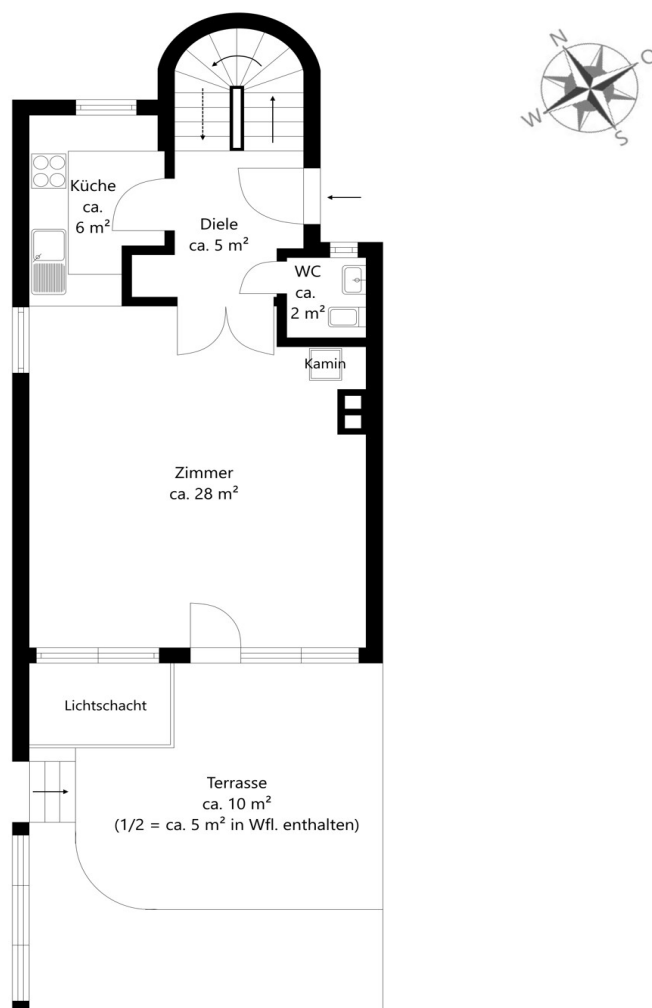 N
O
W
S
Küche
ca.
6 m²
Diele
ca. 5 m²
WC
ca.
2 m²
Kamin
Zimmer
ca. 28 m²
Lichtschacht
Terrasse
ca. 10 m²
(1/2 = ca. 5 m² in Wfl. enthalten)